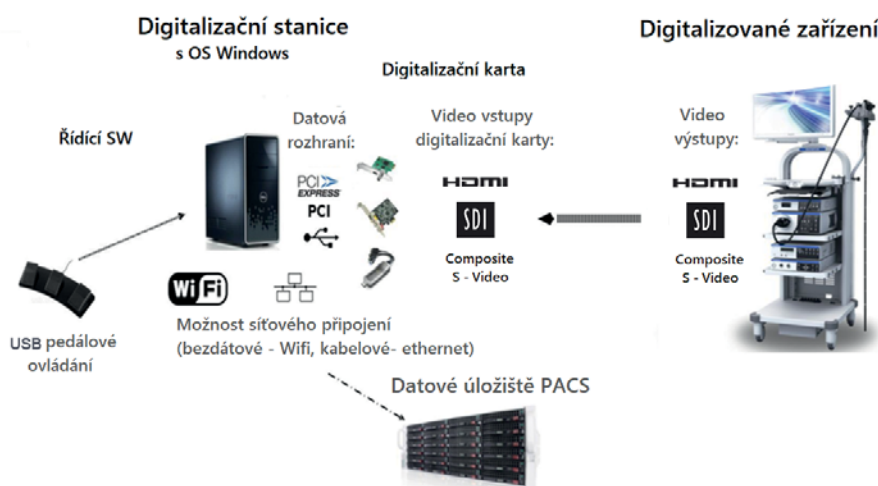 Digitalizační stanice
s OS Windows
Digitalizované zařízení
Digitalizační karta
Řídící SW
Datová
rozhraní:
Video vstupy
digitalizační karty:
Video
výstupy:
PCI
EXPRESS
PCI
HDMI
SDI
Composite
S - Video
HDMI
SDI
Composite
S - Video
Wi Fi
USB pedálové
ovládání
Možnost síťového připojení
(bezdátové - Wifi, kabelové- ethernet)
Datové úložiště PACS